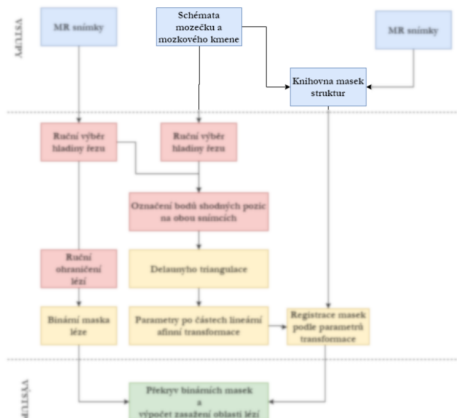 VSTUPY
MR snímky
Schémata
mozečku a
mozkového kmene
MR snímky
Knihovna masek
struktur
Ruční výběr
hladiny řezu
Ruční výběr
hladiny řezu
Označení bodů shodných pozic
na obou snímcích
Ruční
ohraničení
lézí
Delaunyho triangulace
Binární maska
léze
Parametry po částech lineární
afinní transformace
Registrace masek
podle parametrů
transformace
Překryv binárních masek
a
výpočet zasažení oblastí lézí